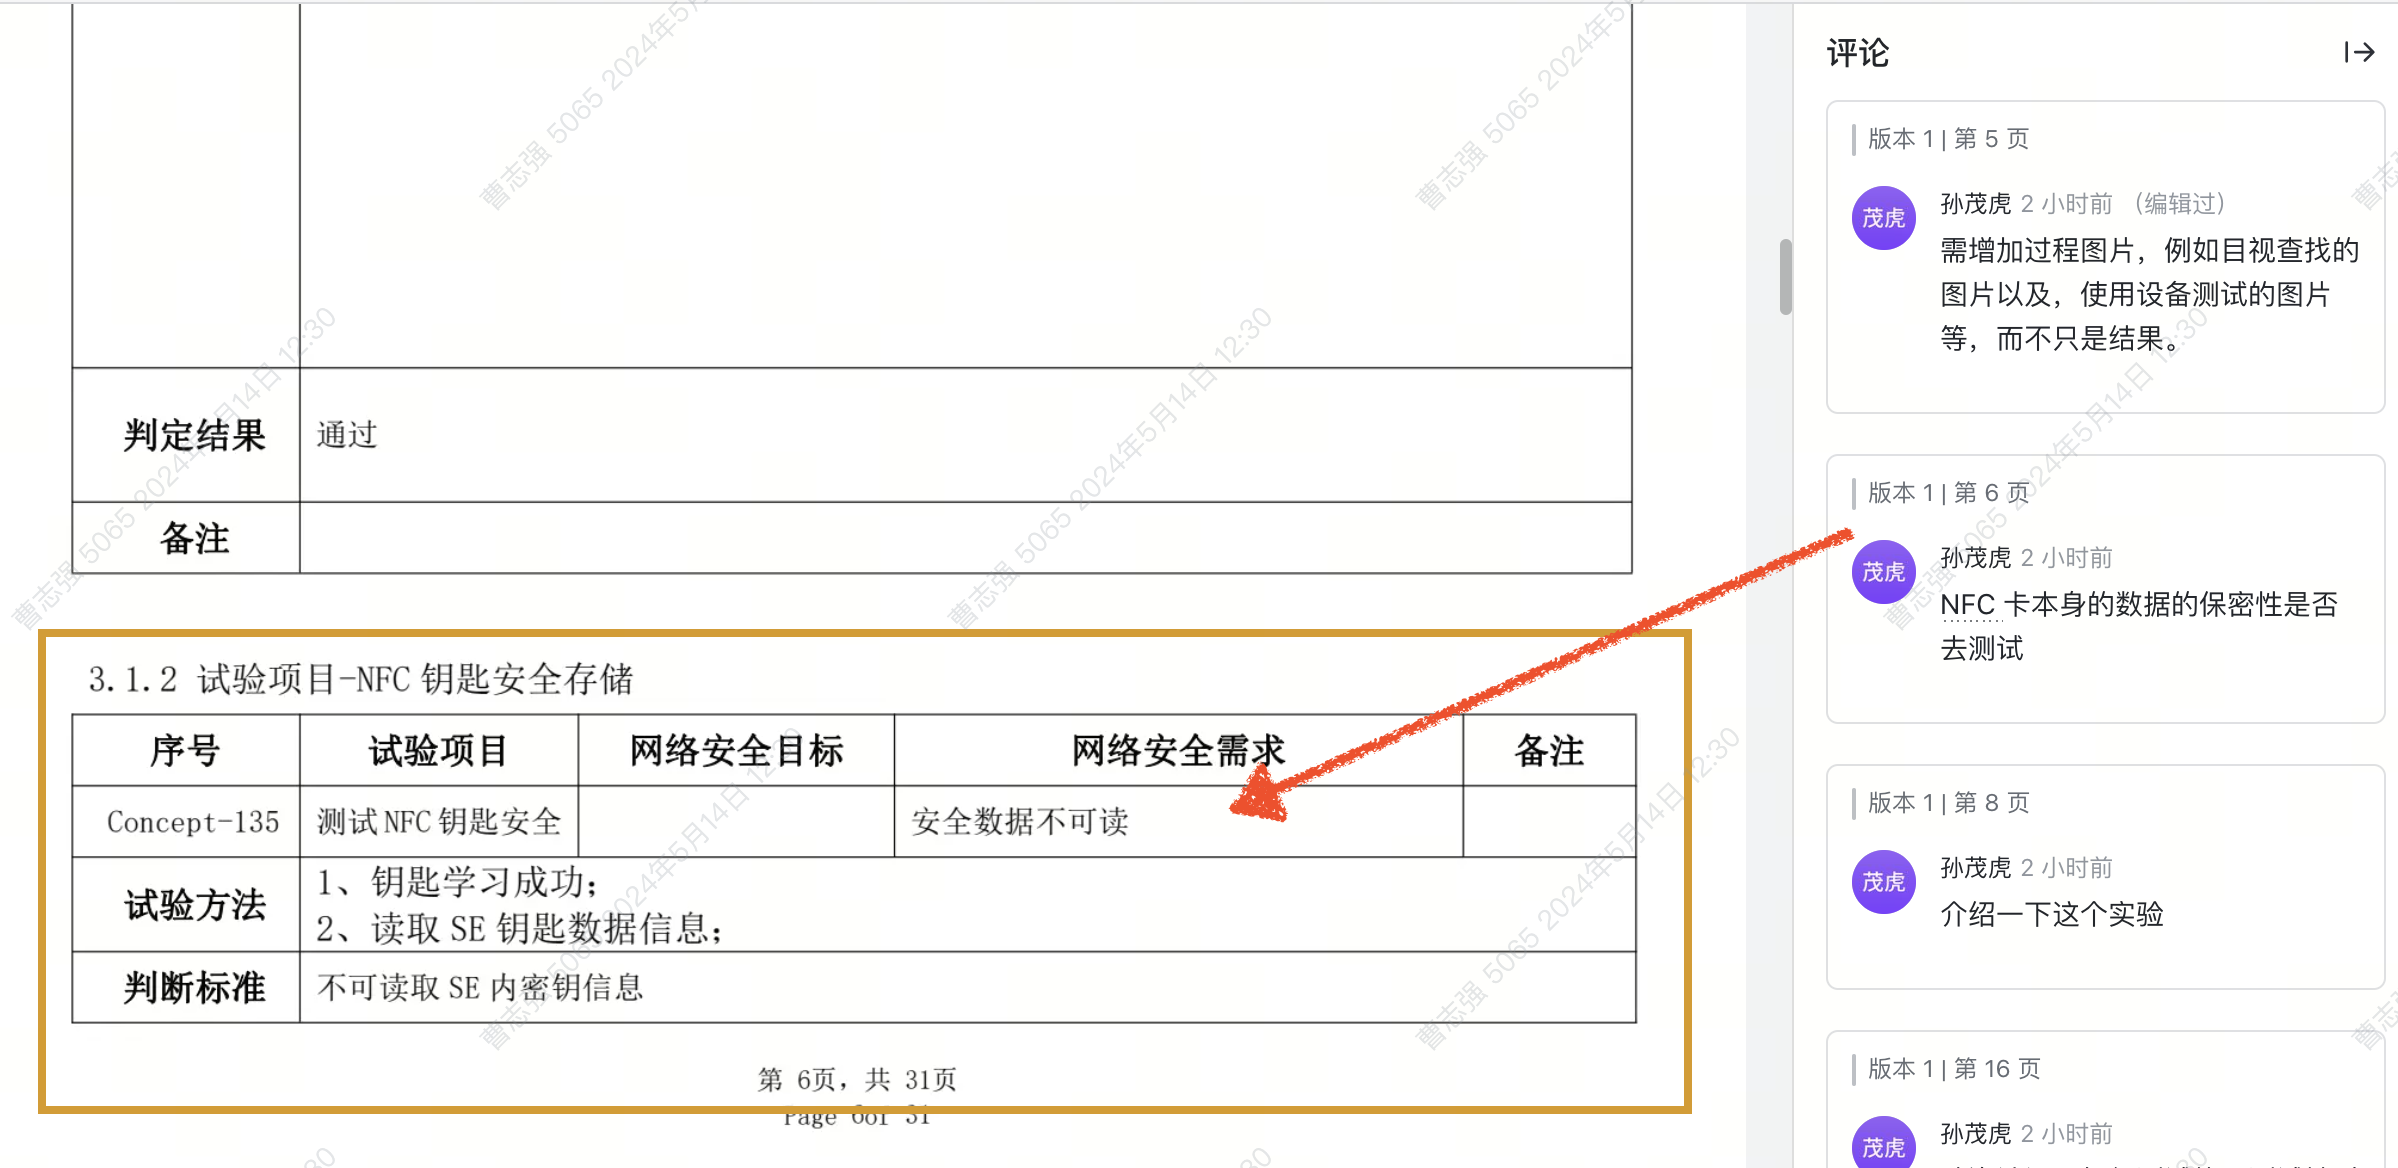 判定结果 通过
备注
3.1.2 试验项目-NFC 钥匙安全存储
序号 试验项目 网络安全目标 网络安全需求 备注
Concept-135 测试 NFC 钥匙安全 安全数据不可读
试验方法
1、钥匙学习成功；
2、读取 SE 钥匙数据信息；
判断标准 不可读取 SE 内密钥信息
第 6页，共 31页
Page 6of 31
评论
版本 1 | 第 5 页
茂虎
孙茂虎 2 小时前 （编辑过）
需增加过程图片，例如目视查找的
图片以及，使用设备测试的图片
等，而不只是结果。
版本 1 | 第 6 页
茂虎
孙茂虎 2 小时前
NFC 卡本身的数据的保密性是否
去测试
版本 1 | 第 8 页
茂虎
孙茂虎 2 小时前
介绍一下这个实验
版本 1 | 第 16 页
茂虎
孙茂虎 2 小时前
曹志强 5065 2024年5月14日 12:30